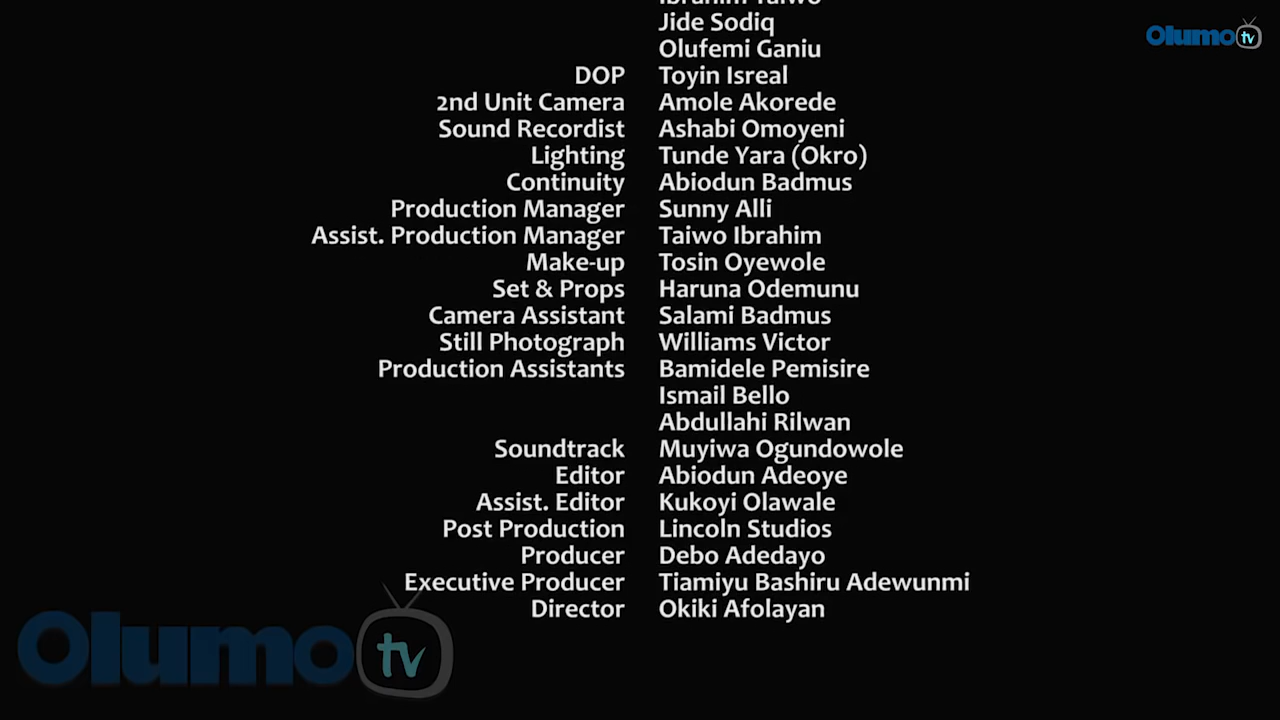 Ibrahim Taiwo
Jide Sodiq
Olumo tv
Olufemi Ganiu
DOP Toyin Isreal
2nd Unit Camera Amole Akorede
Sound Recordist Ashabi Omoyeni
Lighting Tunde Yara (Okro)
Continuity Abiodun Badmus
Production Manager Sunny Alli
Assist. Production Manager Taiwo Ibrahim
Make-up Tosin Oyewole
Set & Props Haruna Odemunu
Camera Assistant Salami Badmus
Still Photograph Williams Victor
Production Assistants Bamidele Pemisire
Ismail Bello
Abdullahi Rilwan
Soundtrack Muyiwa Ogundowole
Editor Abiodun Adeoye
Assist. Editor Kukoyi Olawale
Post Production Lincoln Studios
Producer Debo Adedayo
Executive Producer Tiamiyu Bashiru Adewunmi
Director Okiki Afolayan
Olumo tv